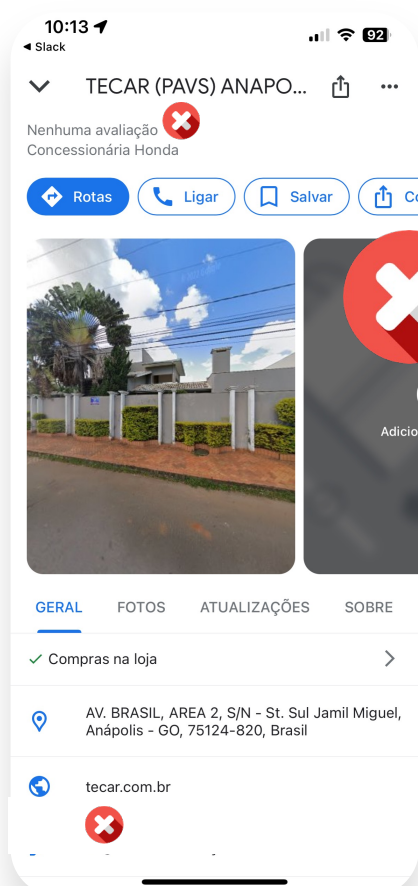 10:13
92
Slack
TECAR (PAVS) ANAPO...
Nenhuma avaliação
Concessionária Honda
Rotas
Ligar
Salvar
Adicio
GERAL
FOTOS
ATUALIZAÇÕES
SOBRE
Compras na loja
AV. BRASIL, AREA 2, S/N - St. Sul Jamil Miguel,
Anápolis - GO, 75124-820, Brasil
tecar.com.br